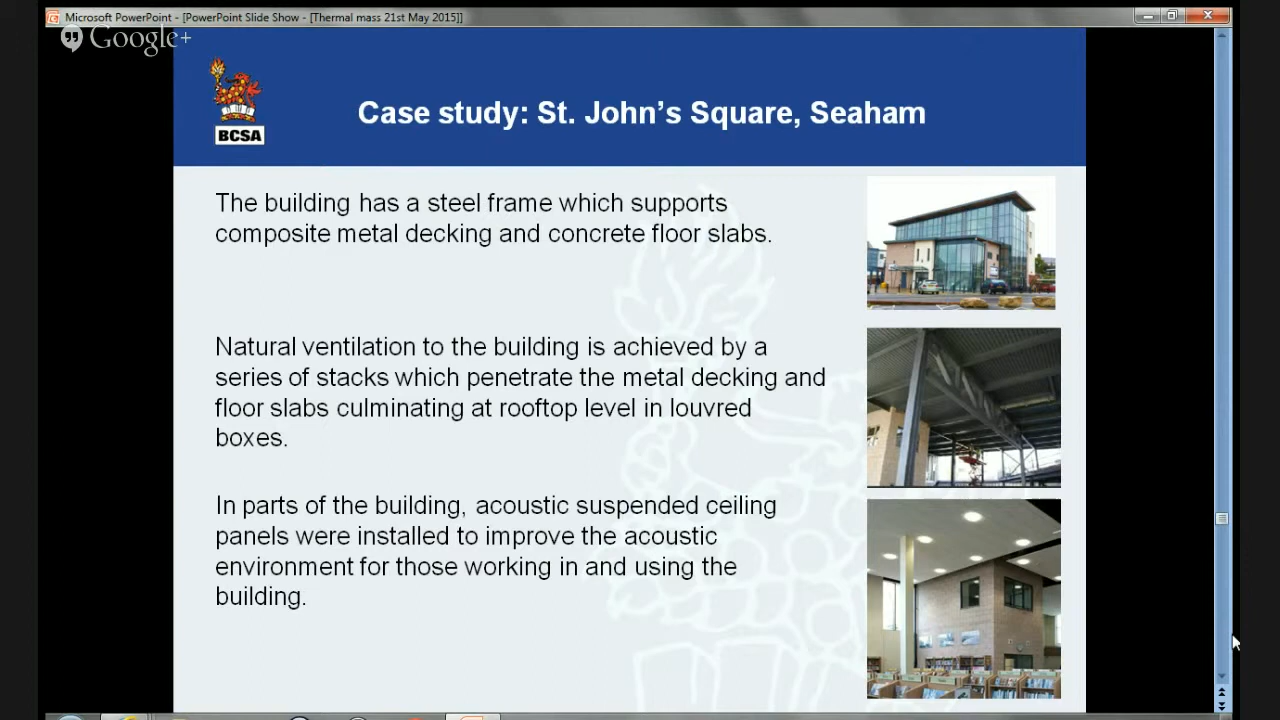 Microsoft PowerPoint - [PowerPoint Slide Show - [Thermal mass 21st May 2015]]
Google+
BCSA
Case study: St. John's Square, Seaham
The building has a steel frame which supports
composite metal decking and concrete floor slabs.
Natural ventilation to the building is achieved by a
series of stacks which penetrate the metal decking and
floor slabs culminating at rooftop level in louvred
boxes.
In parts of the building, acoustic suspended ceiling
panels were installed to improve the acoustic
environment for those working in and using the
building.